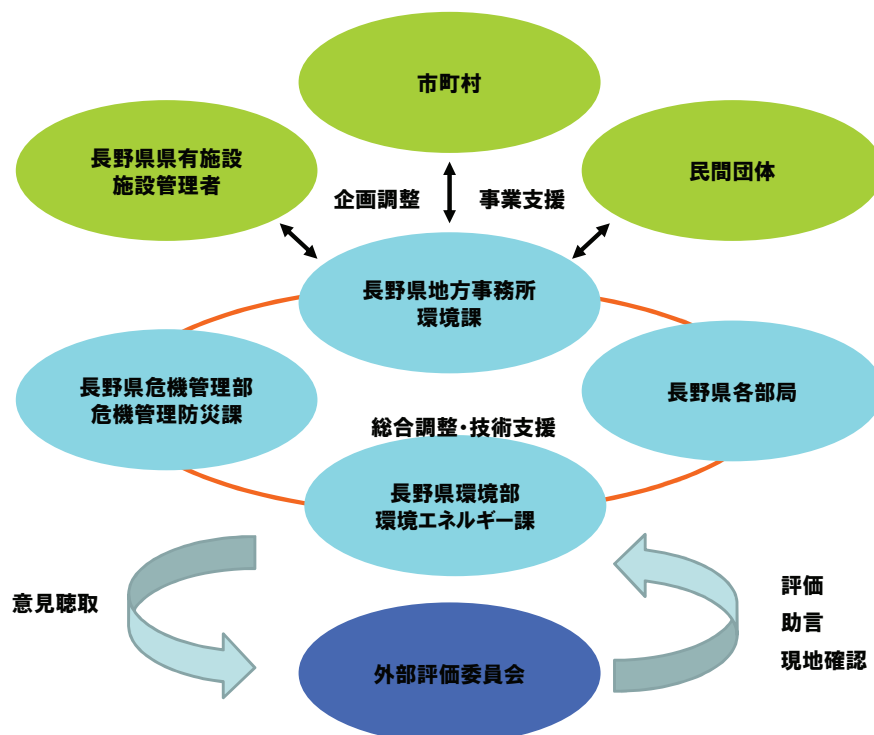 市町村
長野県県有施設
施設管理者
民間団体
企画調整
事業支援
長野県地方事務所
環境課
長野県危機管理部
危機管理防災課
長野県各部局
総合調整・技術支援
長野県環境部
環境エネルギー課
意見聴取
評価
助言
現地確認
外部評価委員会